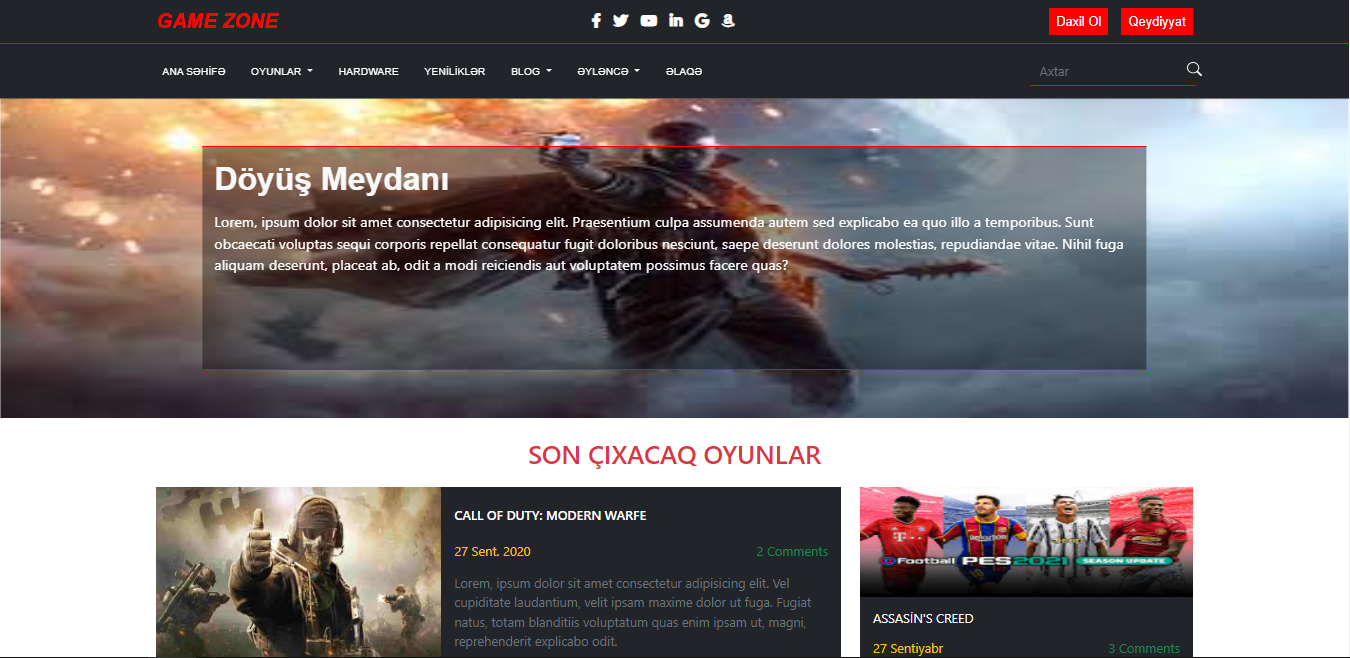 GAME ZONE
Daxil Ol
Qeydiyyat
ANA SƏHİFƏ
OYUNLAR
HARDWARE
YENİLİKLƏR
BLOG
ƏYLƏNCƏ
ƏLAQƏ
Axtar
Döyüş Meydanı
Lorem, ipsum dolor sit amet consectetur adipisicing elit. Praesentium culpa assumenda autem sed explicabo ea quo illo a temporibus. Sunt
obcaecati voluptas sequi corporis repellat consequatur fugit doloribus nesciunt, saepe deserunt dolores molestias, repudiandae vitae. Nihil fuga
aliquam deserunt, placeat ab, odit a modi reiciendis aut voluptatem possimus facere quas?
SON ÇIXACAQ OYUNLAR
CALL OF DUTY: MODERN WARFE
27 Sent. 2020
2 Comments
Lorem, ipsum dolor sit amet consectetur adipisicing elit. Vel
cupiditate laudantium, velit ipsam maxime dolor ut fuga. Fugiat
natus, totam blanditiis voluptatum quas enim ipsam ut, magni,
reprehenderit explicabo odit.
Football PES 2021 SEASON UPDATE
ASSASİN'S CREED
27 Sentiyabr
3 Comments